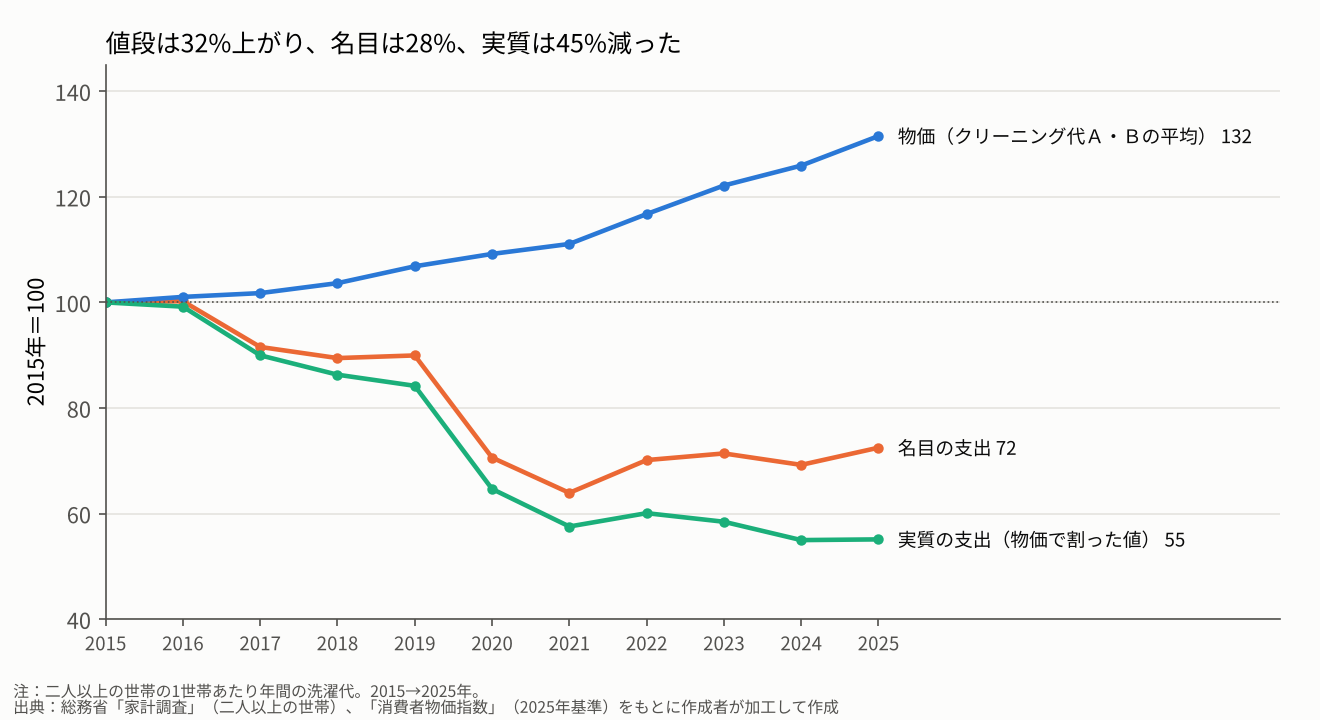 値段は32%上がり、名目は28%、実質は45%減った
140
120
100
80
60
40
2015年＝100
物価（クリーニング代Ａ・Ｂの平均） 132
名目の支出 72
実質の支出（物価で割った値） 55
2015 2016 2017 2018 2019 2020 2021 2022 2023 2024 2025
注：二人以上の世帯の1世帯あたり年間の洗濯代。2015→2025年。
出典：総務省「家計調査」（二人以上の世帯）、「消費者物価指数」（2025年基準）をもとに作成者が加工して作成